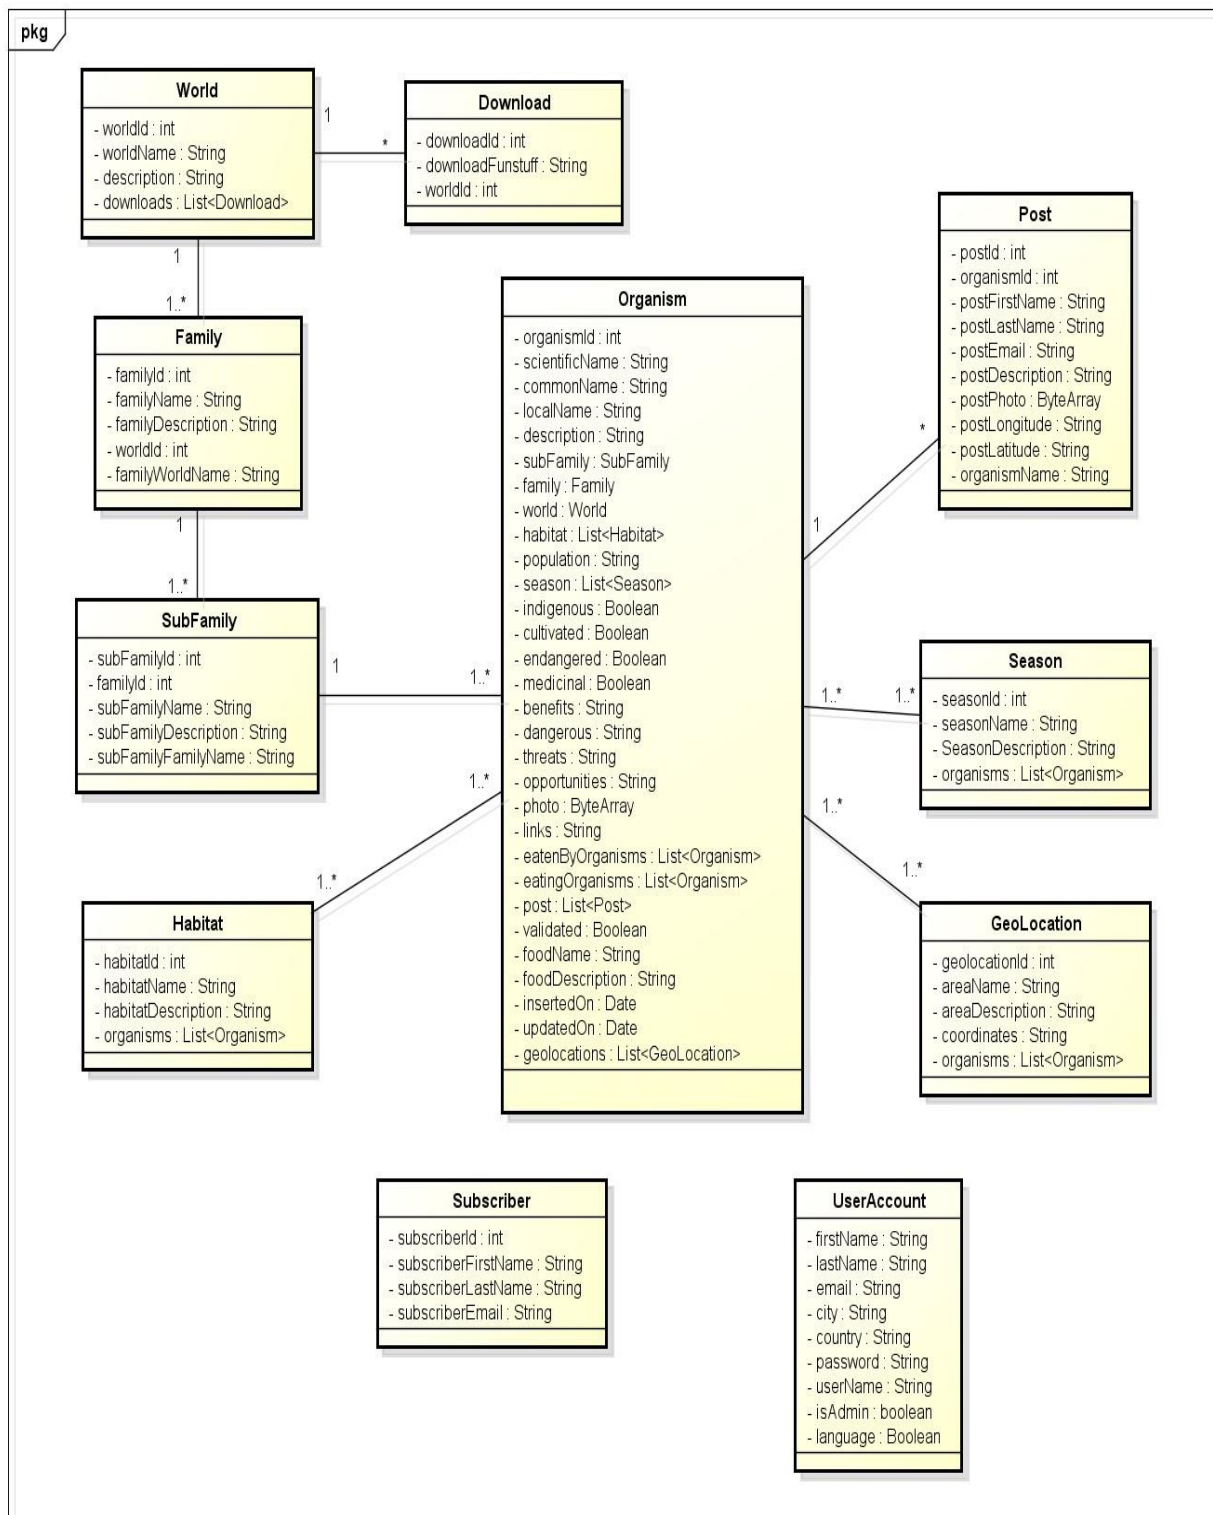 pkg
World
- worldId : int
- worldName : String
- description : String
- downloads : List<Download>
1
*
Download
- downloadId : int
- downloadFunstuff : String
- worldId : int
1
1..*
Family
- familyId : int
- familyName : String
- familyDescription : String
- worldId : int
- familyWorldName : String
1
1..*
SubFamily
- subFamilyId : int
- familyId : int
- subFamilyName : String
- subFamilyDescription : String
- subFamilyFamilyName : String
1
1..*
Organism
- organismId : int
- scientificName : String
- commonName : String
- localName : String
- description : String
- subFamily : SubFamily
- family : Family
- world : World
- habitat : List<Habitat>
- population : String
- season : List<Season>
- indigenous : Boolean
- cultivated : Boolean
- endangered : Boolean
- medicinal : Boolean
- benefits : String
- dangerous : String
- threats : String
- opportunities : String
- photo : ByteArray
- links : String
- eatenByOrganisms : List<Organism>
- eatingOrganisms : List<Organism>
- post : List<Post>
- validated : Boolean
- foodName : String
- foodDescription : String
- insertedOn : Date
- updatedOn : Date
- geolocations : List<GeoLocation>
1
*
Post
- postId : int
- organismId : int
- postFirstName : String
- postLastName : String
- postEmail : String
- postDescription : String
- postPhoto : ByteArray
- postLongitude : String
- postLatitude : String
- organismName : String
1..*
1..*
Season
- seasonId : int
- seasonName : String
- SeasonDescription : String
- organisms : List<Organism>
1..*
1..*
GeoLocation
- geolocationId : int
- areaName : String
- areaDescription : String
- coordinates : String
- organisms : List<Organism>
1..*
1..*
Habitat
- habitatId : int
- habitatName : String
- habitatDescription : String
- organisms : List<Organism>
Subscriber
- subscriberId : int
- subscriberFirstName : String
- subscriberLastName : String
- subscriberEmail : String
UserAccount
- firstName : String
- lastName : String
- email : String
- city : String
- country : String
- password : String
- userName : String
- isAdmin : boolean
- language : Boolean